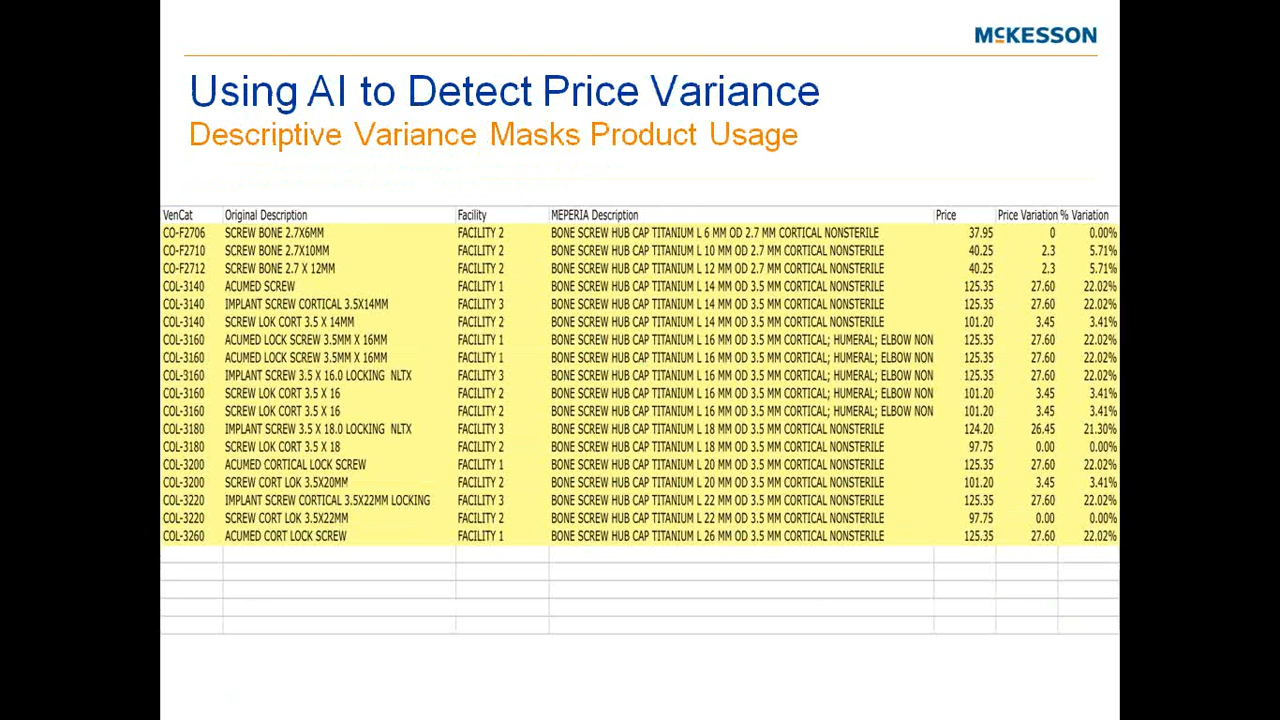 McKESSON
Using AI to Detect Price Variance
Descriptive Variance Masks Product Usage
VenCat Original Description Facility MEPERIA Description Price Price Variation % Variation
CO-F2706 SCREW BONE 2.7X6MM FACILITY 2 BONE SCREW HUB CAP TITANIUM L 6 MM OD 2.7 MM CORTICAL NONSTERILE 37.95 0 0.00%
CO-F2710 SCREW BONE 2.7X10MM FACILITY 2 BONE SCREW HUB CAP TITANIUM L 10 MM OD 2.7 MM CORTICAL NONSTERILE 40.25 2.3 5.71%
CO-F2712 SCREW BONE 2.7 X 12MM FACILITY 2 BONE SCREW HUB CAP TITANIUM L 12 MM OD 2.7 MM CORTICAL NONSTERILE 40.25 2.3 5.71%
COL-3140 ACUMED SCREW FACILITY 1 BONE SCREW HUB CAP TITANIUM L 14 MM OD 3.5 MM CORTICAL NONSTERILE 125.35 27.60 22.02%
COL-3140 IMPLANT SCREW CORTICAL 3.5X14MM FACILITY 3 BONE SCREW HUB CAP TITANIUM L 14 MM OD 3.5 MM CORTICAL NONSTERILE 125.35 27.60 22.02%
COL-3140 SCREW LOK CORT 3.5 X 14MM FACILITY 2 BONE SCREW HUB CAP TITANIUM L 14 MM OD 3.5 MM CORTICAL NONSTERILE 101.20 3.45 3.41%
COL-3160 ACUMED LOCK SCREW 3.5MM X 16MM FACILITY 1 BONE SCREW HUB CAP TITANIUM L 16 MM OD 3.5 MM CORTICAL; HUMERAL; ELBOW NON 125.35 27.60 22.02%
COL-3160 ACUMED LOCK SCREW 3.5MM X 16MM FACILITY 1 BONE SCREW HUB CAP TITANIUM L 16 MM OD 3.5 MM CORTICAL; HUMERAL; ELBOW NON 125.35 27.60 22.02%
COL-3160 IMPLANT SCREW 3.5 X 16.0 LOCKING NLTX FACILITY 3 BONE SCREW HUB CAP TITANIUM L 16 MM OD 3.5 MM CORTICAL; HUMERAL; ELBOW NON 125.35 27.60 22.02%
COL-3160 SCREW LOK CORT 3.5 X 16 FACILITY 2 BONE SCREW HUB CAP TITANIUM L 16 MM OD 3.5 MM CORTICAL; HUMERAL; ELBOW NON 101.20 3.45 3.41%
COL-3160 SCREW LOK CORT 3.5 X 16 FACILITY 2 BONE SCREW HUB CAP TITANIUM L 16 MM OD 3.5 MM CORTICAL; HUMERAL; ELBOW NON 101.20 3.45 3.41%
COL-3180 IMPLANT SCREW 3.5 X 18.0 LOCKING NLTX FACILITY 3 BONE SCREW HUB CAP TITANIUM L 18 MM OD 3.5 MM CORTICAL NONSTERILE 124.20 26.45 21.30%
COL-3180 SCREW LOK CORT 3.5 X 18 FACILITY 2 BONE SCREW HUB CAP TITANIUM L 18 MM OD 3.5 MM CORTICAL NONSTERILE 97.75 0.00 0.00%
COL-3200 ACUMED CORTICAL LOCK SCREW FACILITY 1 BONE SCREW HUB CAP TITANIUM L 20 MM OD 3.5 MM CORTICAL NONSTERILE 125.35 27.60 22.02%
COL-3200 SCREW CORT LOK 3.5X20MM FACILITY 2 BONE SCREW HUB CAP TITANIUM L 20 MM OD 3.5 MM CORTICAL NONSTERILE 101.20 3.45 3.41%
COL-3220 IMPLANT SCREW CORTICAL 3.5X22MM LOCKING FACILITY 3 BONE SCREW HUB CAP TITANIUM L 22 MM OD 3.5 MM CORTICAL NONSTERILE 125.35 27.60 22.02%
COL-3220 SCREW CORT LOK 3.5X22MM FACILITY 2 BONE SCREW HUB CAP TITANIUM L 22 MM OD 3.5 MM CORTICAL NONSTERILE 97.75 0.00 0.00%
COL-3260 ACUMED CORT LOCK SCREW FACILITY 1 BONE SCREW HUB CAP TITANIUM L 26 MM OD 3.5 MM CORTICAL NONSTERILE 125.35 27.60 22.02%